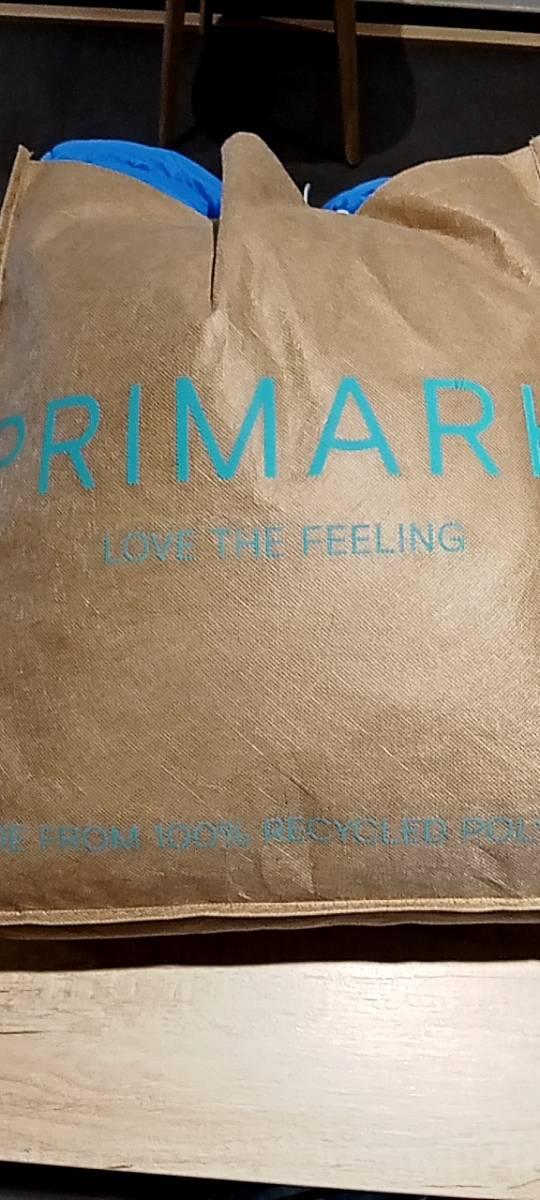 PRIMARK
LOVE THE FEELING
FROM 100% RECYCLED